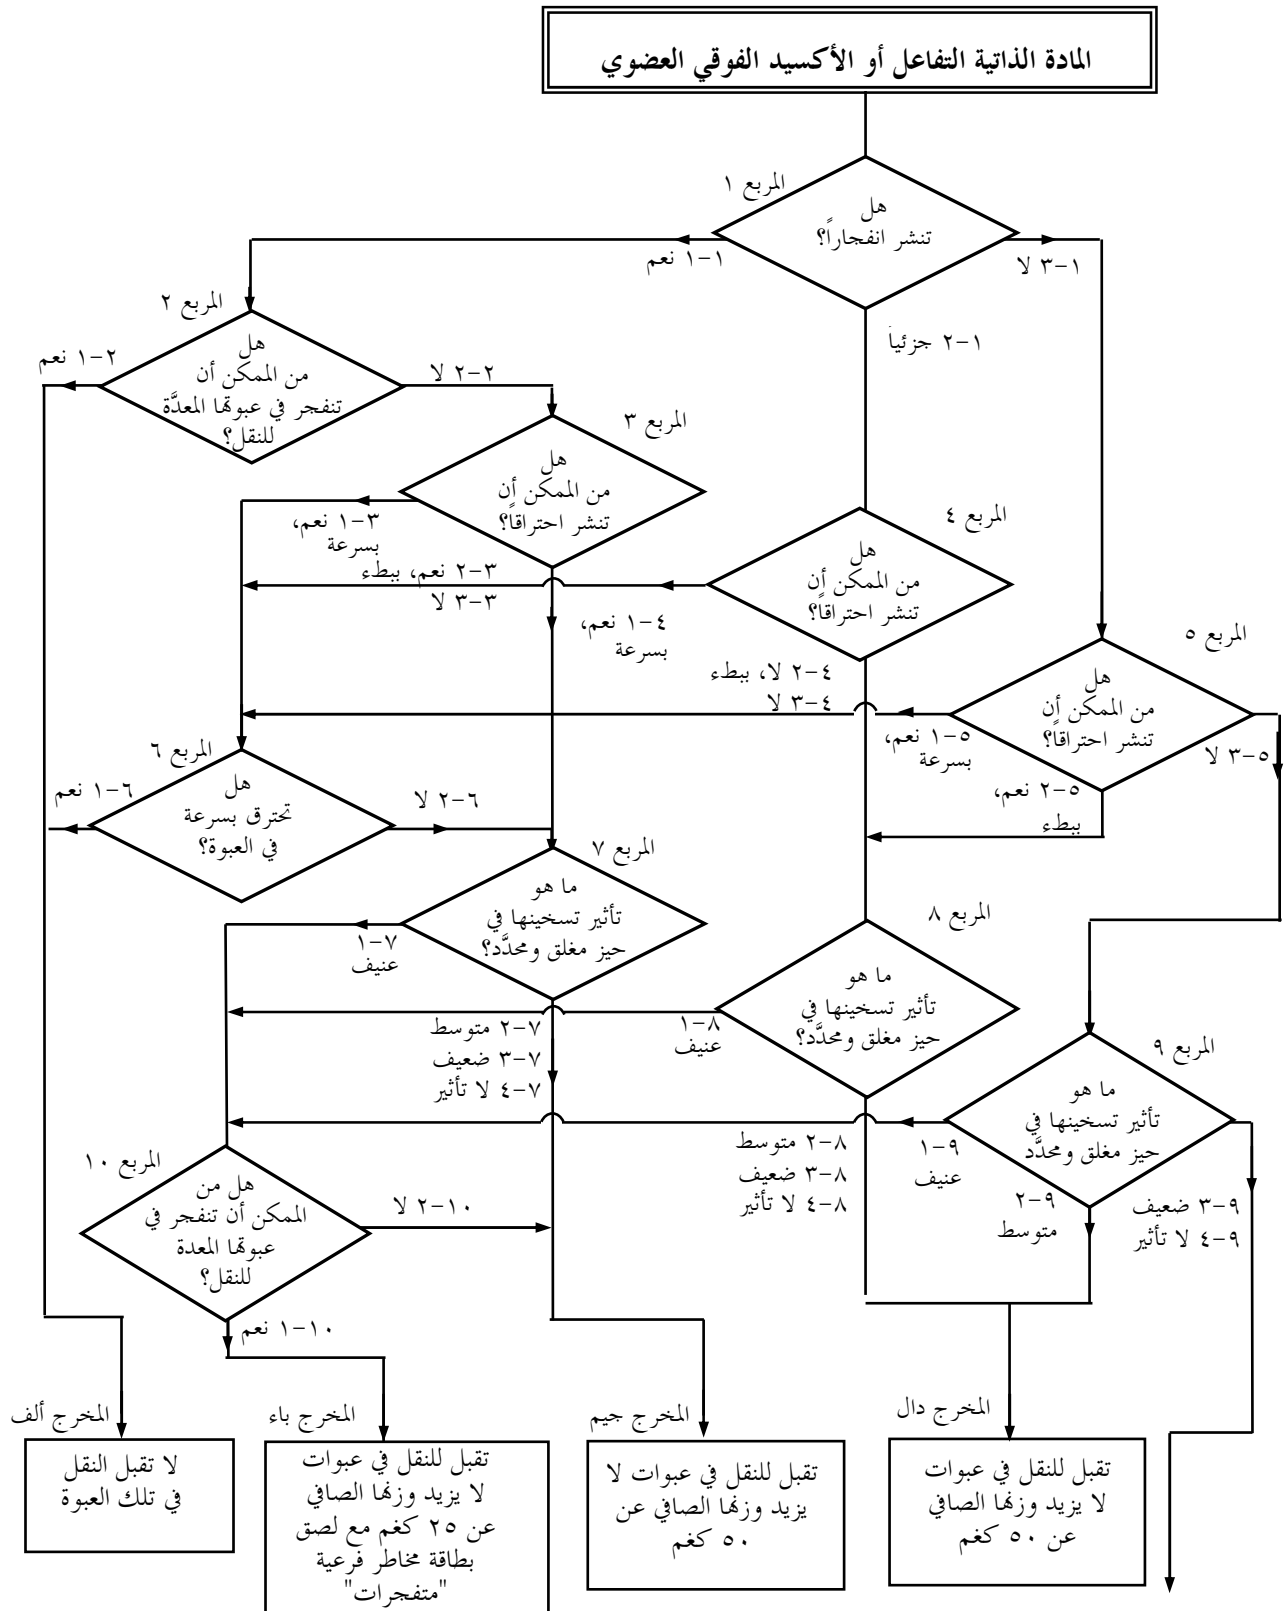 المادة الذاتية التفاعل أو الأكسيد الفوقي العضوي
المربع ١
هل
تنشر انفجاراً؟
١-١ نعم
١-٣ لا
١-٢ جزئياً
المربع ٢
هل
من الممكن أن
تنفجر في عبوتها المعدَّة
للنقل؟
٢-١ نعم
٢-٢ لا
المربع ٣
هل
من الممكن أن
تنشر احتراقاً؟
٣-١ نعم،
بسرعة
٣-٢ نعم، ببطء
٣-٣ لا
المربع ٤
هل
من الممكن أن
تنشر احتراقاً؟
٤-١ نعم،
بسرعة
٤-٢ لا، ببطء
٤-٣ لا
المربع ٥
هل
من الممكن أن
تنشر احتراقاً؟
٥-١ نعم،
بسرعة
٥-٢ نعم،
ببطء
٥-٣ لا
المربع ٦
هل
تحترق بسرعة
في العبوة؟
٦-١ نعم
٦-٢ لا
المربع ٧
ما هو
تأثير تسخينها في
حيز مغلق ومحدَّد؟
٧-١
عنيف
٧-٢ متوسط
٧-٣ ضعيف
٧-٤ لا تأثير
المربع ٨
ما هو
تأثير تسخينها في
حيز مغلق ومحدَّد؟
٨-١
عنيف
٨-٢ متوسط
٨-٣ ضعيف
٨-٤ لا تأثير
المربع ٩
ما هو
تأثير تسخينها في
حيز مغلق ومحدَّد
٩-١
عنيف
٩-٢
متوسط
٩-٣ ضعيف
٩-٤ لا تأثير
المربع ١٠
هل من
الممكن أن تنفجر في
عبوتها المعدة
للنقل؟
١٠-٢ لا
١٠-١ نعم
المخرج ألف
لا تقبل النقل
في تلك العبوة
المخرج باء
تقبل للنقل في عبوات
لا يزيد وزنها الصافي
عن ٢٥ كغم مع لصق
بطاقة مخاطر فرعية
"متفجرات"
المخرج جيم
تقبل للنقل في عبوات لا
يزيد وزنها الصافي عن
٥٠ كغم
المخرج دال
تقبل للنقل في عبوات
لا يزيد وزنها الصافي
عن ٥٠ كغم